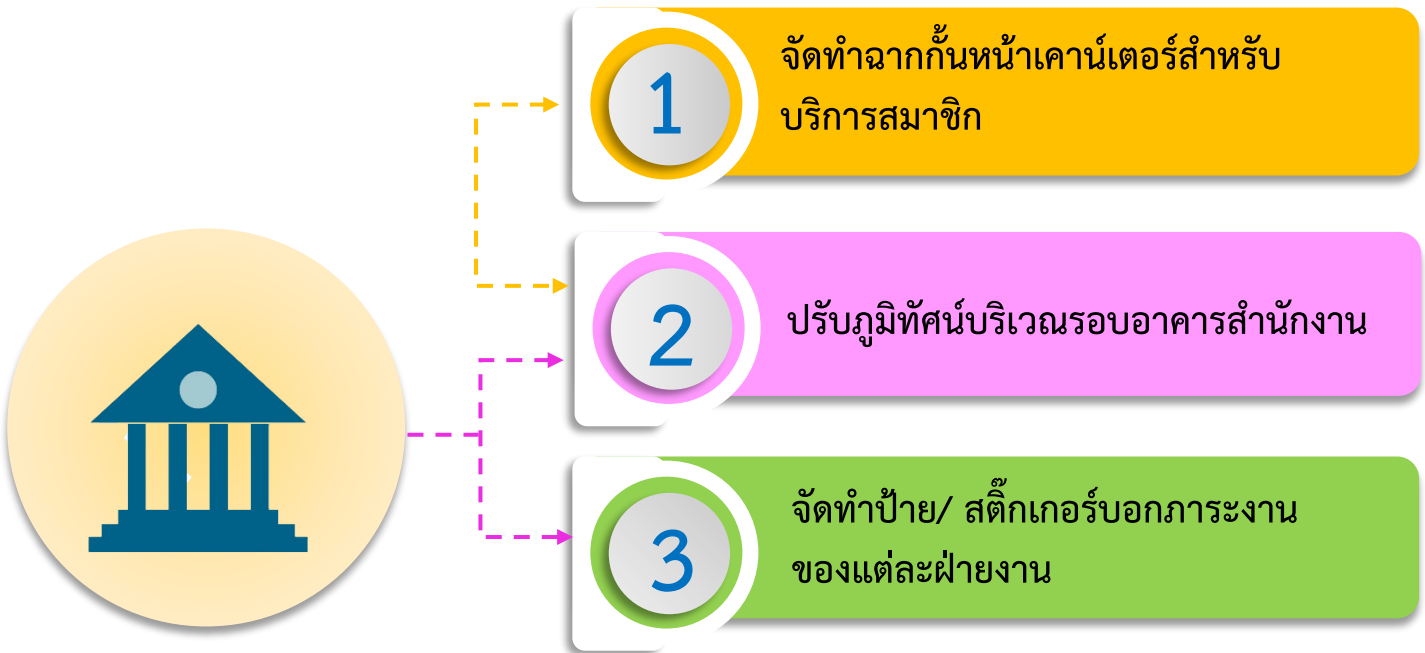 1
จัดทำฉากกั้นหน้าเคาน์เตอร์สำหรับ
บริการสมาชิก
2
ปรับภูมิทัศน์บริเวณรอบอาคารสำนักงาน
3
จัดทำป้าย/ สติ๊กเกอร์บอกภาระงาน
ของแต่ละฝ่ายงาน